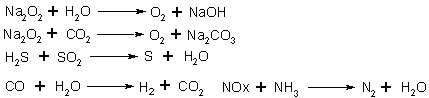 Na₂O₂ + H₂O ⟶ O₂ + NaOH
Na₂O₂ + CO₂ ⟶ O₂ + Na₂CO₃
H₂S + SO₂ ⟶ S + H₂O
CO + H₂O ⟶ H₂ + CO₂ NOx + NH₃ ⟶ N₂ + H₂O